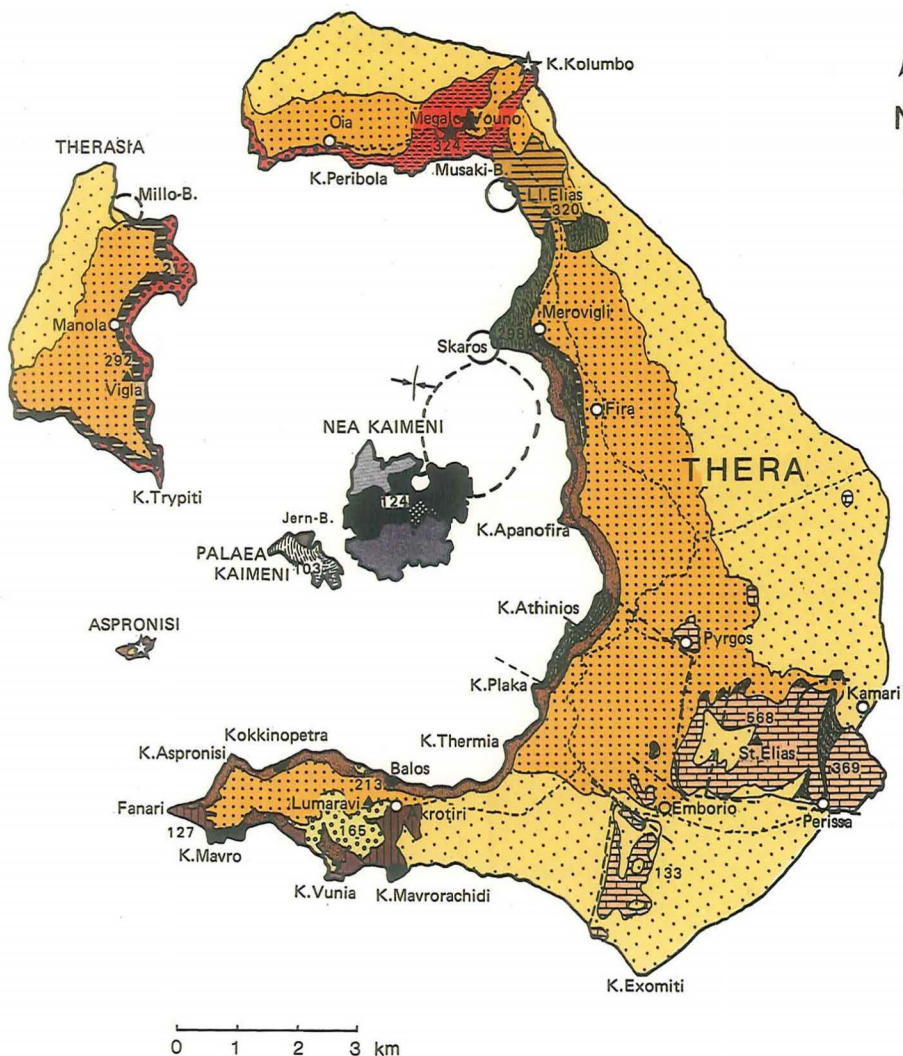 K.Kolumbo
N
Oia
Megalo Vouno
324
THERASIA
K.Peribola
Musaki-B.
Millo-B.
Ll.Elias
320
212
Manola
Merovigli
298
Skaros
292
Vigla
Fira
NEA KAIMENI
THERA
K.Trypiti
124
K.Apanofira
Jern-B.
PALAEA
KAIMENI
103
K.Athinios
ASPRONISI
Pyrgos
K.Plaka
Kamari
568
K.Thermia
St.Elias
Kokkinopetra
K.Aspronisi
369
Balos
213
Fanari
Lumaravi
Akrotiri
Emborio
Perissa
127
165
K.Mavro
133
K.Vunia
K.Mavrorachidi
K.Exomiti
0 1 2 3 km